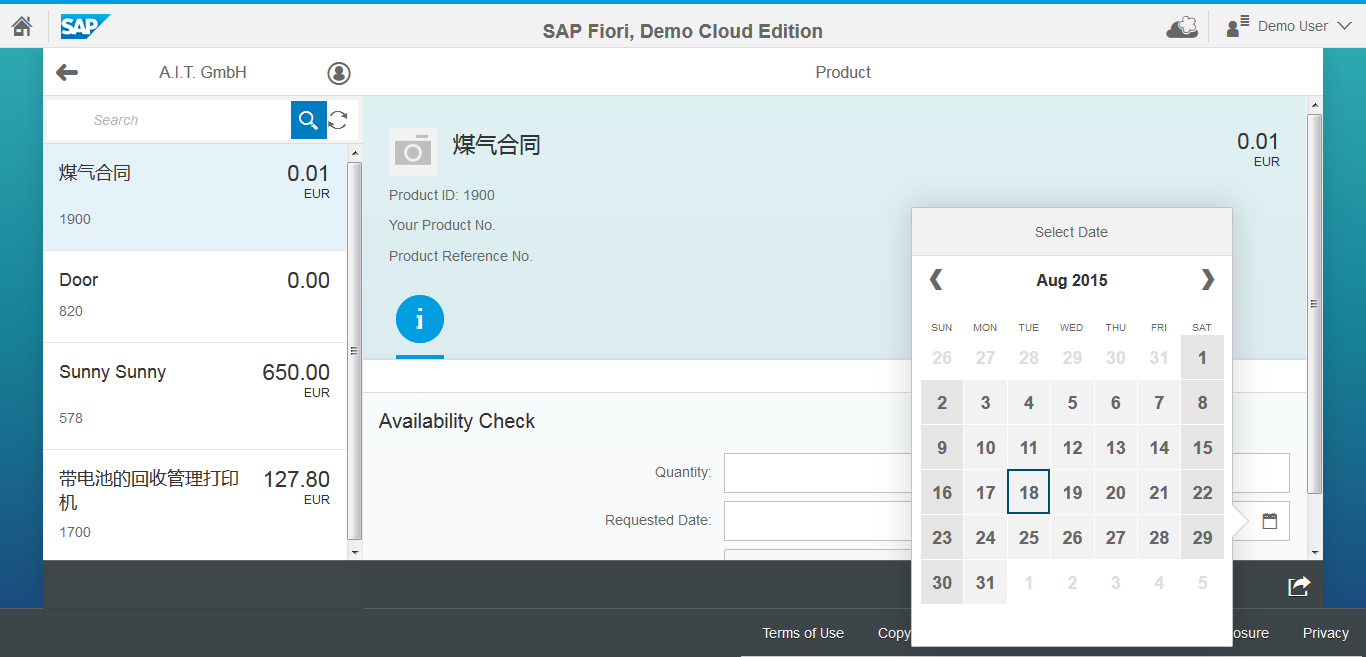 SAP
SAP Fiori, Demo Cloud Edition
Demo User
A.I.T. GmbH
Product
Search
煤气合同
0.01
EUR
1900
Door
0.00
820
Sunny Sunny
650.00
EUR
578
带电池的回收管理打印
机
127.80
EUR
1700
煤气合同
0.01
EUR
Product ID: 1900
Your Product No.
Product Reference No.
i
Availability Check
Quantity:
Requested Date:
Select Date
Aug 2015
SUN MON TUE WED THU FRI SAT
26 27 28 29 30 31 1
2 3 4 5 6 7 8
9 10 11 12 13 14 15
16 17 18 19 20 21 22
23 24 25 26 27 28 29
30 31 1 2 3 4 5
Terms of Use
Copy
osure
Privacy